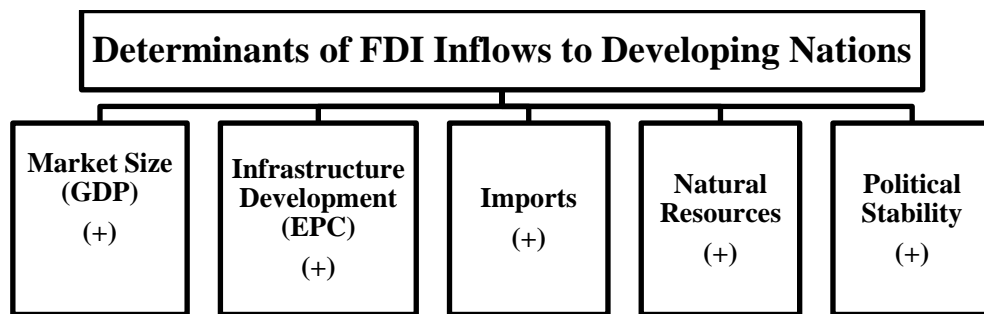 Determinants of FDI Inflows to Developing Nations
Market Size
(GDP)
(+)
Infrastructure
Development
(EPC)
(+)
Imports
(+)
Natural
Resources
(+)
Political
Stability
(+)